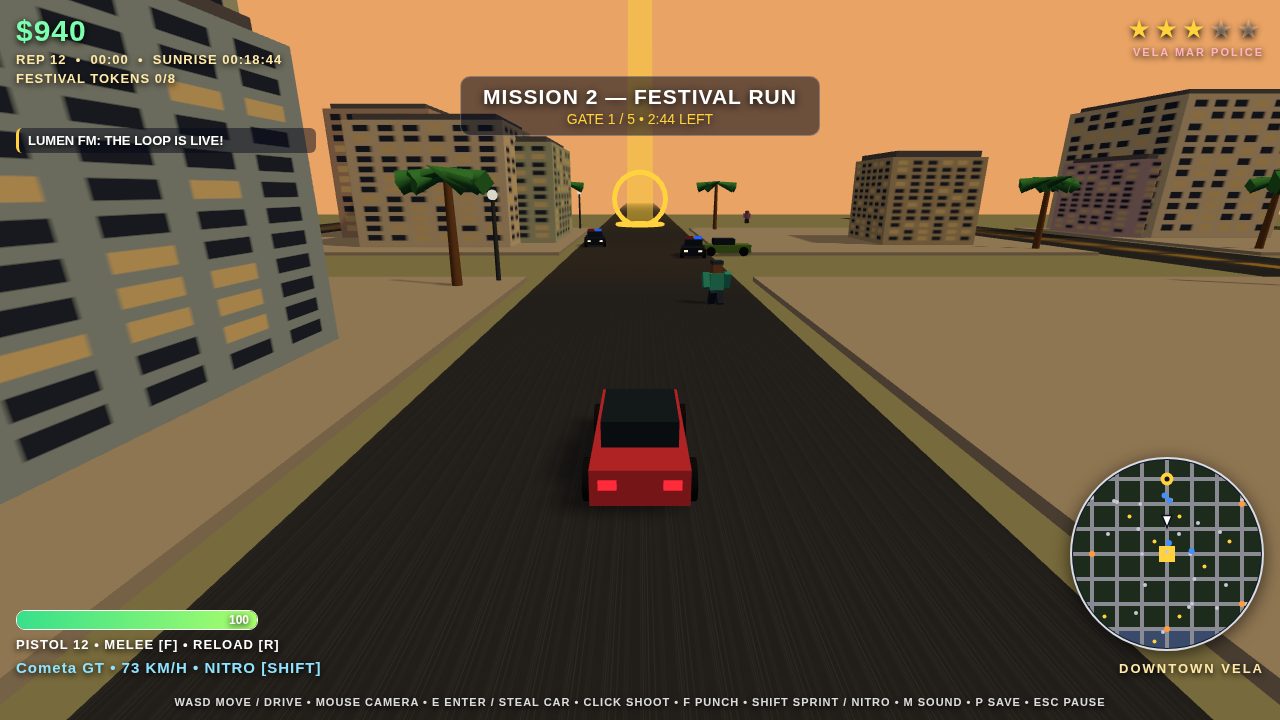 $940
REP 12 • 00:00 • SUNRISE 00:18:44
FESTIVAL TOKENS 0/8
LUMEN FM: THE LOOP IS LIVE!
MISSION 2 — FESTIVAL RUN
GATE 1 / 5 • 2:44 LEFT
★★★★★
VELA MAR POLICE
100
PISTOL 12 • MELEE [F] • RELOAD [R]
Cometa GT • 73 KM/H • NITRO [SHIFT]
DOWNTOWN VELA
WASD MOVE / DRIVE • MOUSE CAMERA • E ENTER / STEAL CAR • CLICK SHOOT • F PUNCH • SHIFT SPRINT / NITRO • M SOUND • P SAVE • ESC PAUSE